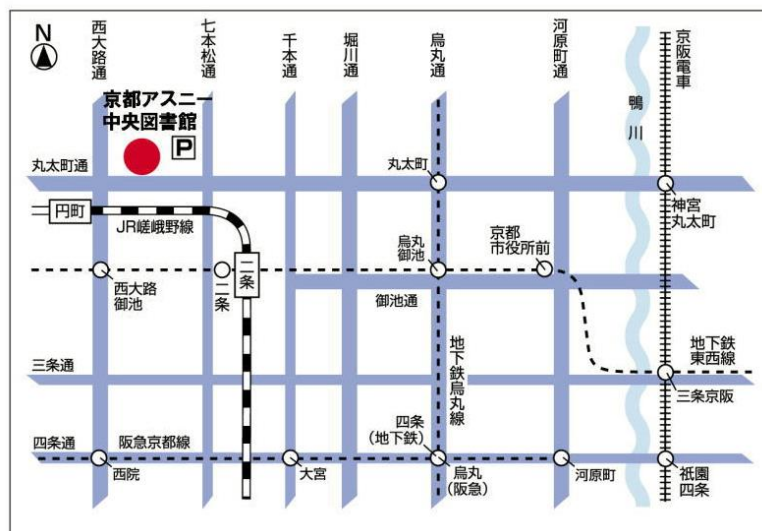 N
西大路通
七本松通
千本通
堀川通
烏丸通
河原町通
京阪電車
鴨川
京都アスニー
中央図書館
P
丸太町通
丸太町
神宮
丸太町
円町
JR嵯峨野線
二条
烏丸
御池
京都
市役所前
西大路
御池
二条
御池通
地下鉄
東西線
三条通
地下鉄烏丸線
三条京阪
四条通
阪急京都線
四条
(地下鉄)
西院
大宮
烏丸
(阪急)
河原町
祇園
四条